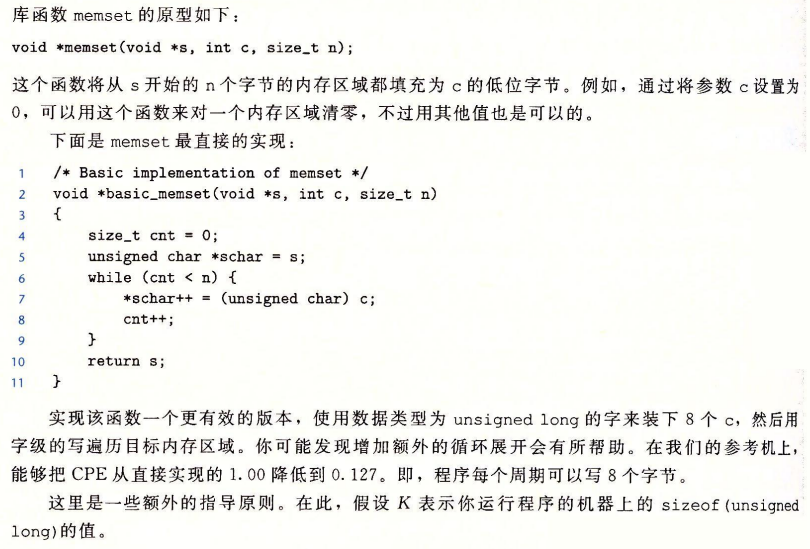 库函数 memset 的原型如下：
void *memset(void *s, int c, size_t n);
这个函数将从 s 开始的 n 个字节的内存区域都填充为 c 的低位字节。例如，通过将参数 c 设置为
0，可以用这个函数来对一个内存区域清零，不过用其他值也是可以的。
下面是 memset 最直接的实现：
1 /* Basic implementation of memset */
2 void *basic_memset(void *s, int c, size_t n)
3 {
4 size_t cnt = 0;
5 unsigned char *schar = s;
6 while (cnt < n) {
7 *schar++ = (unsigned char) c;
8 cnt++;
9 }
10 return s;
11 }
实现该函数一个更有效的版本，使用数据类型为 unsigned long 的字来装下 8 个 c，然后用
字级的写遍历目标内存区域。你可能发现增加额外的循环展开会有所帮助。在我们的参考机上，
能够把 CPE 从直接实现的 1.00 降低到 0.127。即，程序每个周期可以写 8 个字节。
这里是一些额外的指导原则。在此，假设 K 表示你运行程序的机器上的 sizeof(unsigned
long)的值。